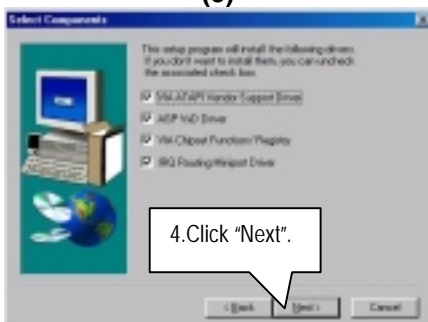 Select Components
This setup program will install the following drivers.
If you don't want to install them, you can uncheck
the associated check box.
VIA ATAPI Vendor Support Driver
AGP VxD Driver
VIA Chipset Functions' Registry
IRQ Routing Miniport Driver
4.Click “Next”.
< Back
Next >
Cancel